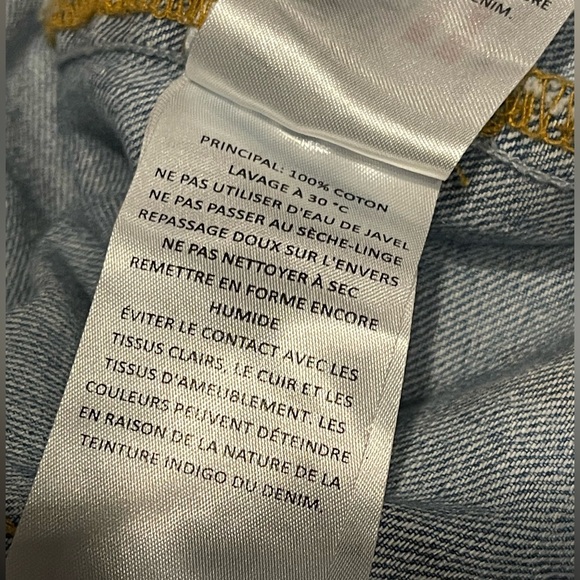 DENIM.
PRINCIPAL: 100% COTON
LAVAGE À 30 °C
NE PAS UTILISER D'EAU DE JAVEL
NE PAS PASSER AU SÈCHE-LINGE
REPASSAGE DOUX SUR L'ENVERS
NE PAS NETTOYER À SEC
REMETTRE EN FORME ENCORE
HUMIDE
ÉVITER LE CONTACT AVEC LES
TISSUS CLAIRS, LE CUIR ET LES
TISSUS D'AMEUBLEMENT. LES
COULEURS PEUVENT DÉTEINDRE
EN RAISON DE LA NATURE DE LA
TEINTURE INDIGO DU DENIM.